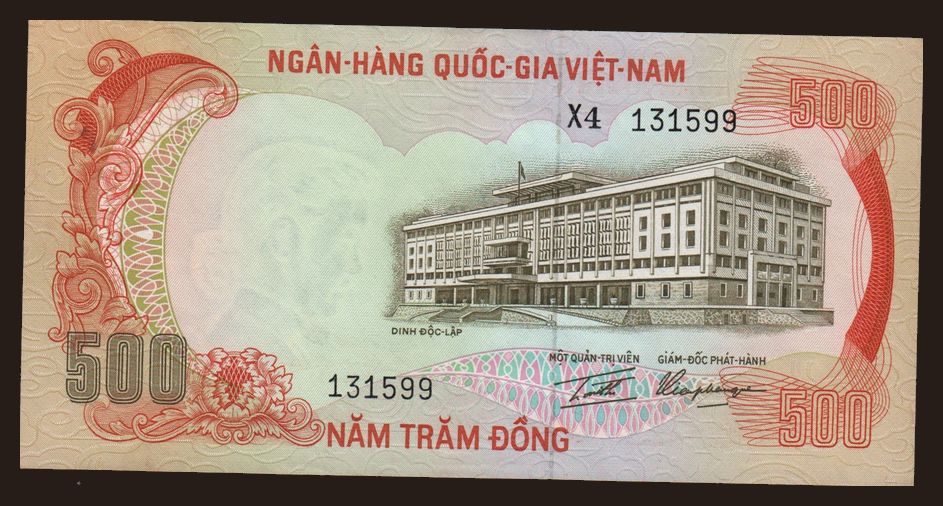 NGÂN-HÀNG QUỐC-GIA VIỆT-NAM
500
X4 131599
DINH ĐỘC-LẬP
MỘT QUẢN-TRỊ VIÊN GIÁM-ĐỐC PHÁT-HÀNH
500
131599
500
NĂM TRĂM ĐỒNG